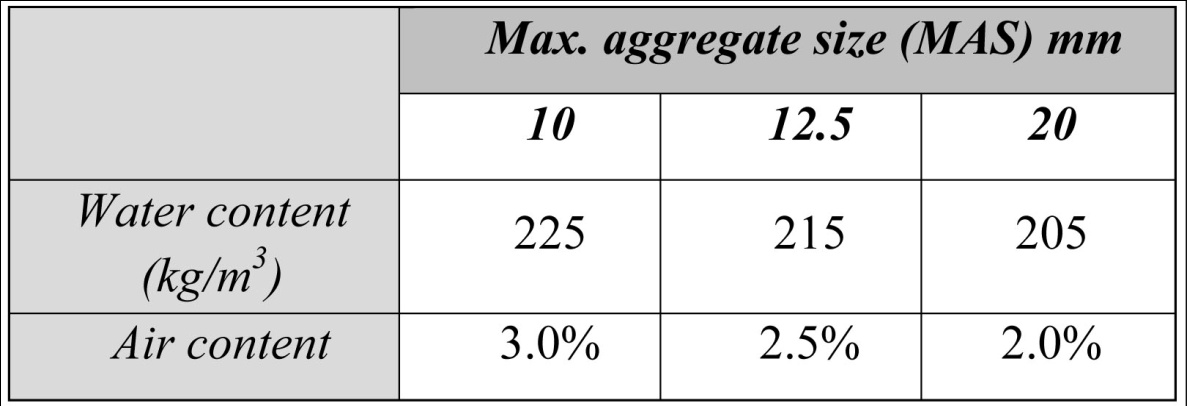 Max. aggregate size (MAS) mm
10 12.5 20
Water content
(kg/m³)
225 215 205
Air content 3.0% 2.5% 2.0%